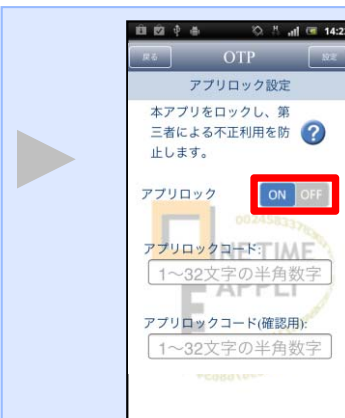 14:2
戻る
OTP
設定
アプリロック設定
本アプリをロックし、第
三者による不正利用を防
止します。
?
アプリロック
ON OFF
アプリロックコード:
1～32文字の半角数字
アプリロックコード(確認用):
1～32文字の半角数字